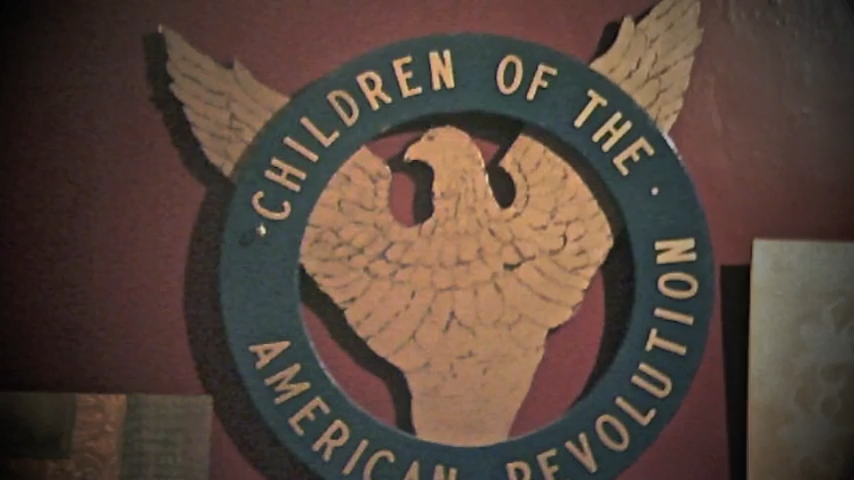 · CHILDREN OF THE ·
AMERICAN REVOLUTION